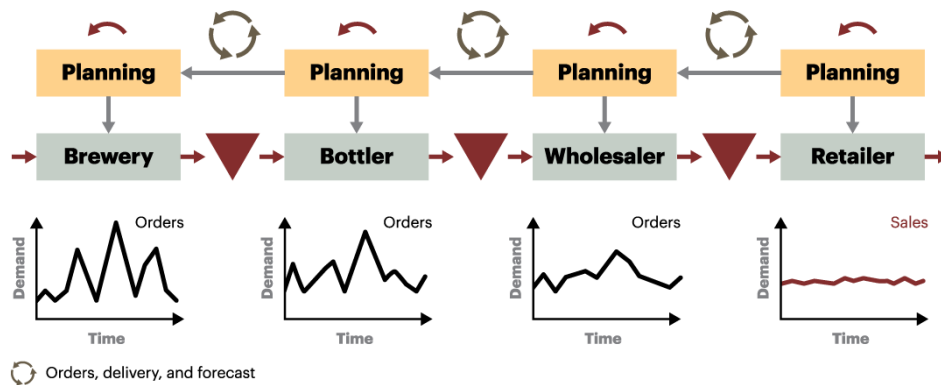 Planning Planning Planning Planning
Brewery Bottler Wholesaler Retailer
Orders Orders Orders Sales
Demand Demand Demand Demand
Time Time Time Time
Orders, delivery, and forecast